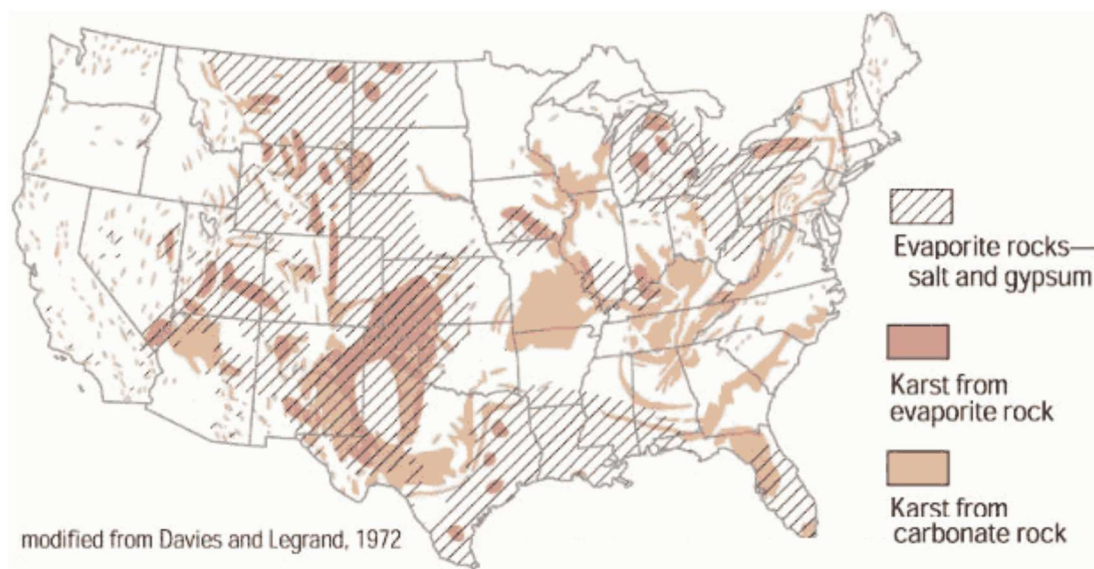 Evaporite rocks—
salt and gypsum
Karst from
evaporite rock
Karst from
carbonate rock
modified from Davies and Legrand, 1972